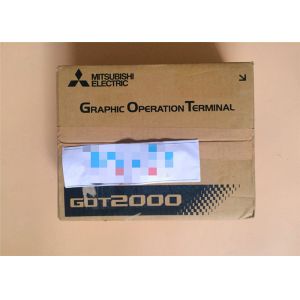 MITSUBISHI
ELECTRIC
GRAPHIC OPERATION TERMINAL
GOT2000